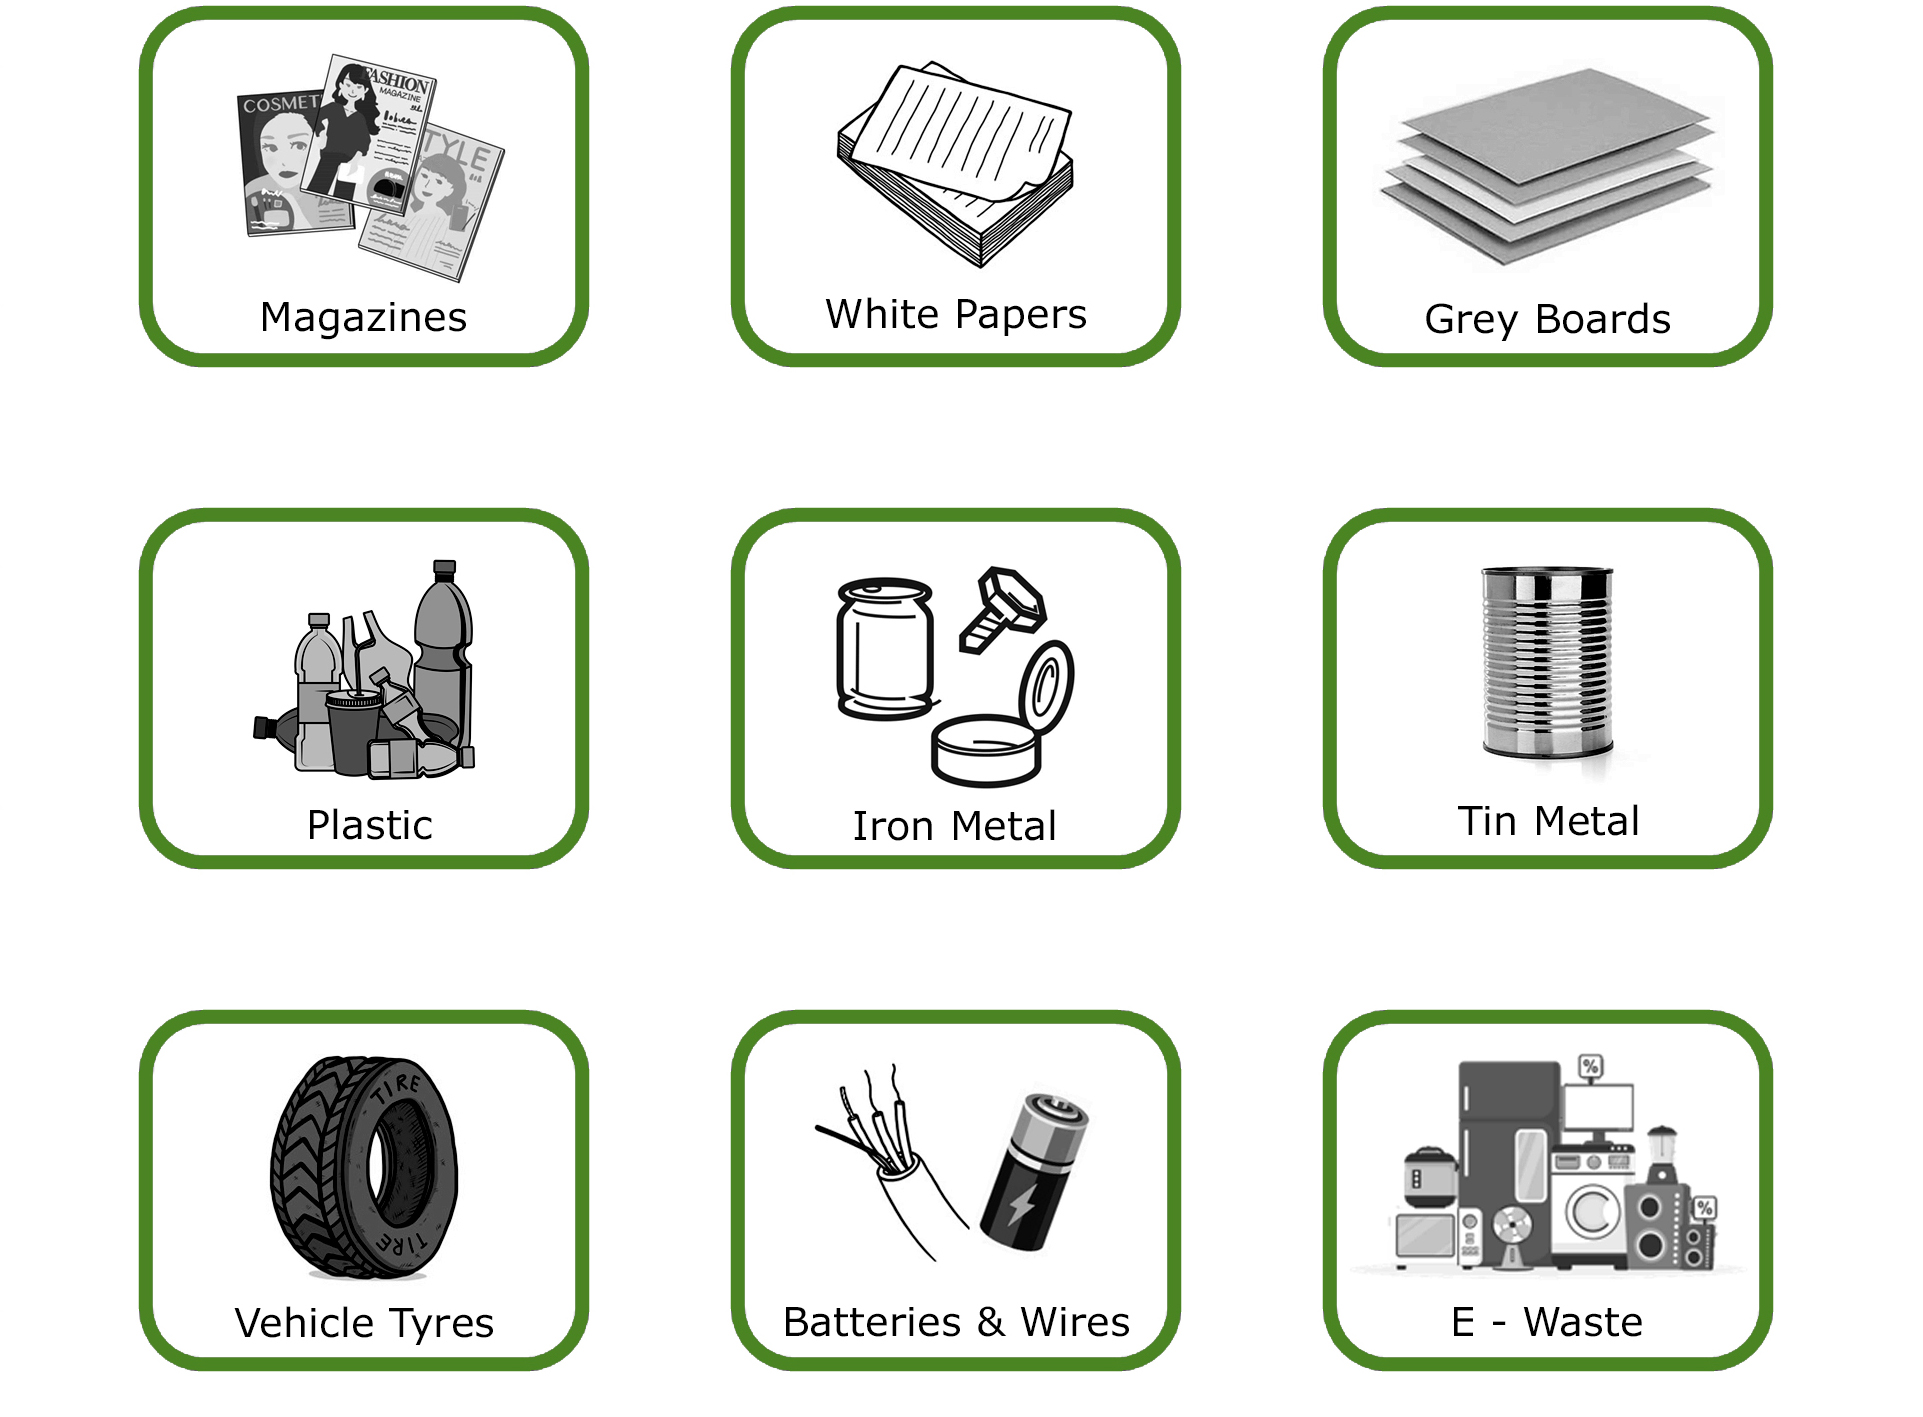 COSMET
FASHION
MAGAZINE
TYLE
Magazines
White Papers
Grey Boards
Plastic
Iron Metal
Tin Metal
TIRE
TIRE
Vehicle Tyres
Batteries & Wires
%
%
E - Waste